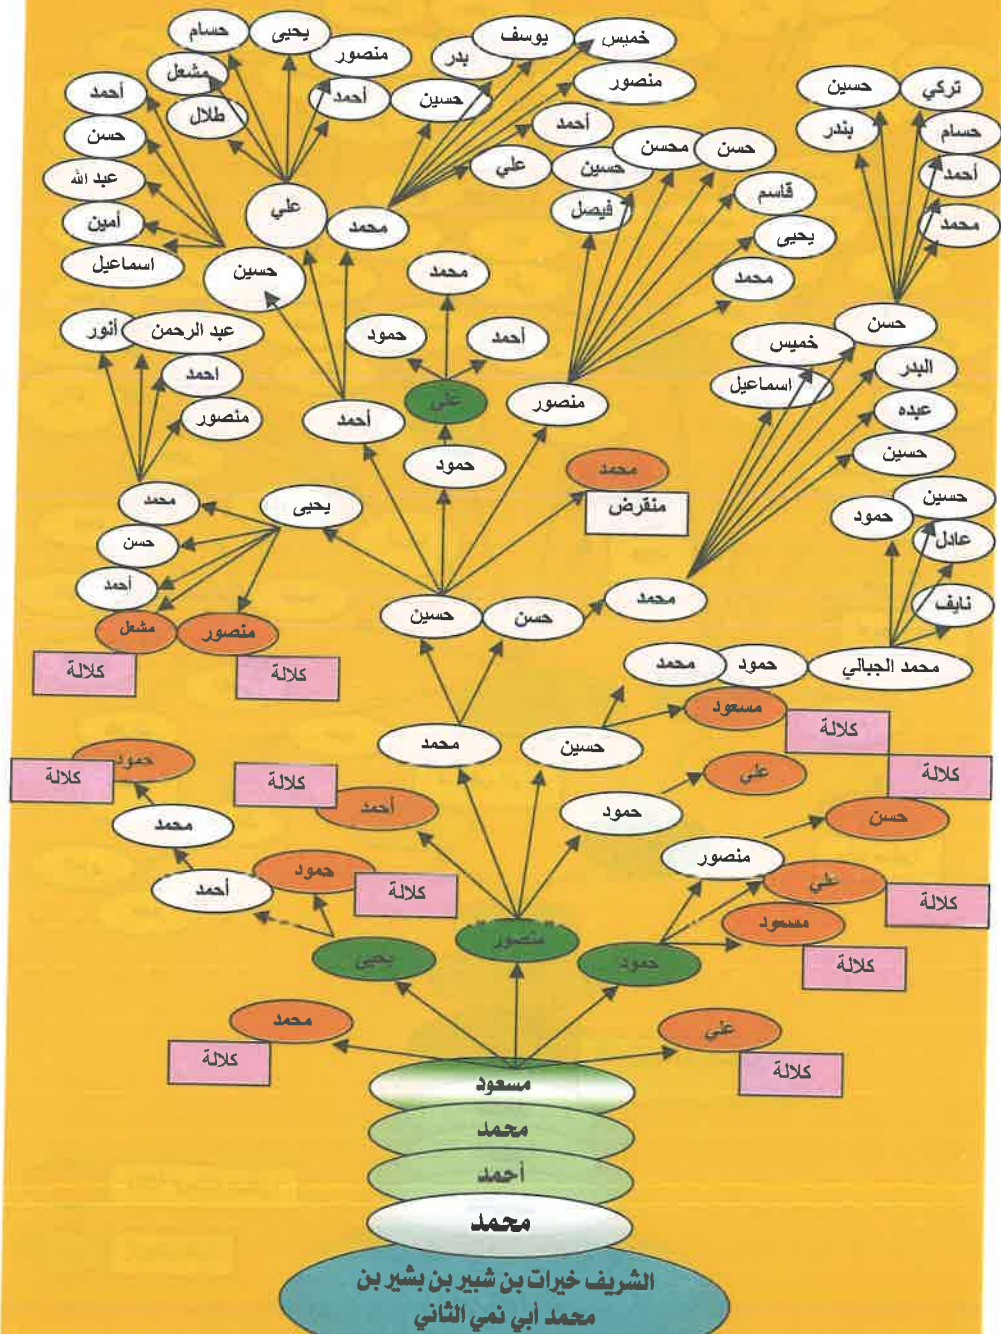 حسام
يحيى
منصور
يوسف
خميس
بدر
مشعل
منصور
أحمد
طلال
أحمد
حسين
أحمد
حسن
علي
حسين
محسن
حسن
حسين
تركي
بندر
حسام
أحمد
محمد
عبد الله
أمين
اسماعيل
علي
محمد
حسين
فيصل
قاسم
يحيى
محمد
محمد
أنور
عبد الرحمن
احمد
منصور
حمود
أحمد
علي
أحمد
منصور
حسن
خميس
اسماعيل
البدر
عبده
حسين
حمود
محمد
منقرض
يحيى
محمد
حسن
أحمد
مشعل
منصور
كلالة
كلالة
حسين
حسن
محمد
حسين
حمود
عادل
نايف
محمد
حمود
محمد الجبالي
مسعود
كلالة
محمد
حسين
حمود
كلالة
كلالة
علي
كلالة
أحمد
محمد
حمود
حسن
منصور
أحمد
حمود
كلالة
علي
كلالة
مسعود
كلالة
يحيى
منصور
حمود
محمد
كلالة
علي
كلالة
مسعود
محمد
أحمد
محمد
الشريف خيرات بن شبير بن بشير بن
محمد أبي نمي الثاني